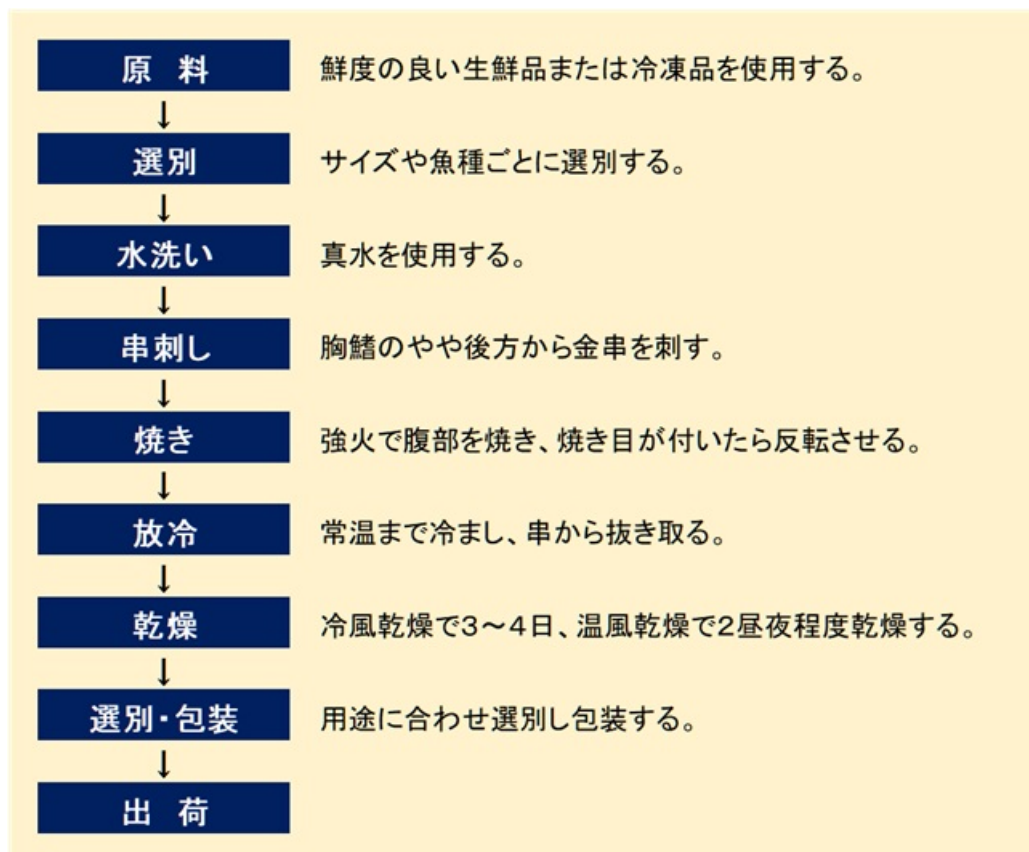 原 料 鮮度の良い生鮮品または冷凍品を使用する。
↓
選別 サイズや魚種ごとに選別する。
↓
水洗い 真水を使用する。
↓
串刺し 胸鰭のやや後方から金串を刺す。
↓
焼き 強火で腹部を焼き、焼き目が付いたら反転させる。
↓
放冷 常温まで冷まし、串から抜き取る。
↓
乾燥 冷風乾燥で3〜4日、温風乾燥で2昼夜程度乾燥する。
↓
選別・包装 用途に合わせ選別し包装する。
↓
出 荷